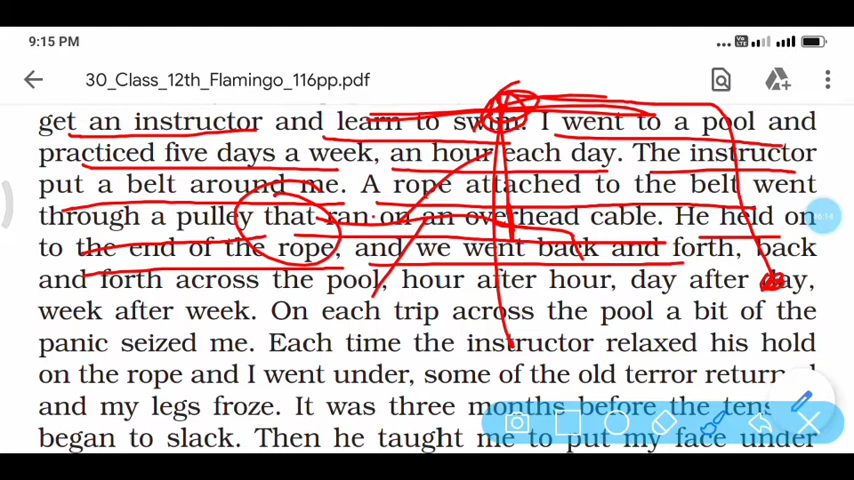 9:15 PM
30_Class_12th_Flamingo_116pp.pdf
get an instructor and learn to swim. I went to a pool and
practiced five days a week, an hour each day. The instructor
put a belt around me. A rope attached to the belt went
through a pulley that ran on an overhead cable. He held on
06:14
to the end of the rope, and we went back and forth, back
and forth across the pool, hour after hour, day after day,
week after week. On each trip across the pool a bit of the
panic seized me. Each time the instructor relaxed his hold
on the rope and I went under, some of the old terror
and my legs froze. It was three months before the
began to slack. Then he taught me to put my face under